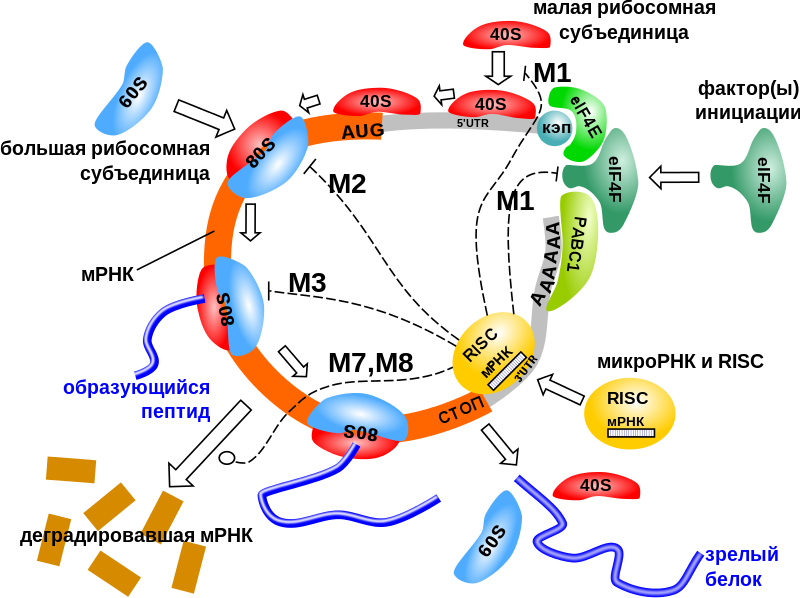 малая рибосомная
субъединица
40S
M1
60S
40S
40S
AUG
5'UTR
кэп
eIF4E
фактор(ы)
инициации
eIF4F
eIF4F
большая рибосомная
субъединица
80S
M2
M1
PABC1
AAAAAAA
мРНК
80S
M3
RISC
мРНК
3'UTR
M7,M8
микроРНК и RISC
RISC
мРНК
образующийся
пептид
80S
СТОП
40S
60S
деградировавшая мРНК
зрелый
белок